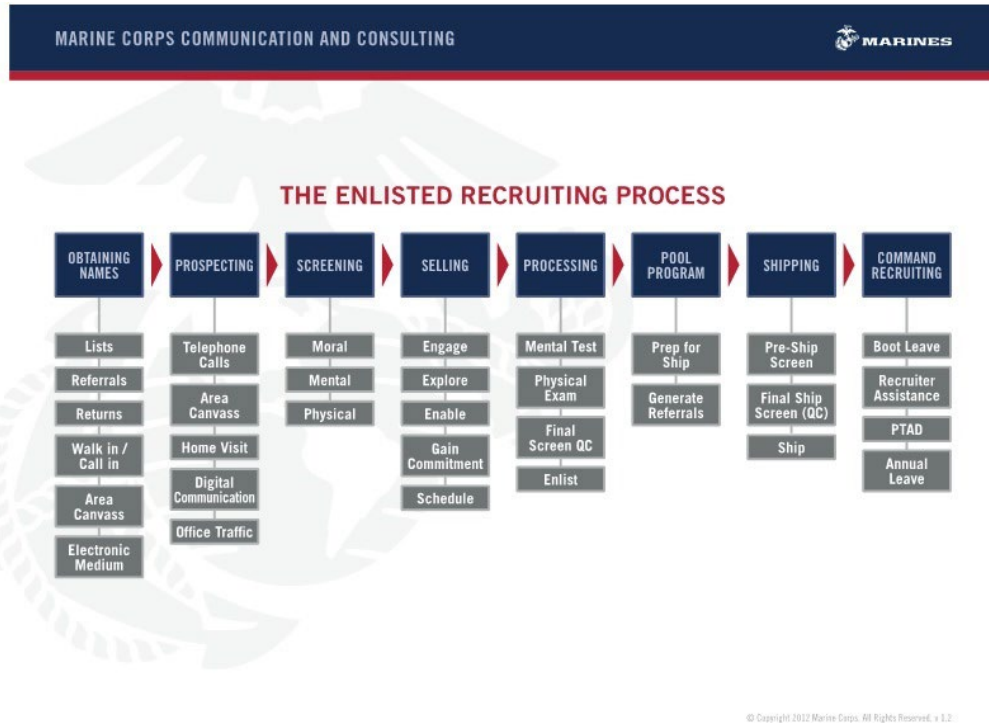 MARINE CORPS COMMUNICATION AND CONSULTING
MARINES
THE ENLISTED RECRUITING PROCESS
OBTAINING
NAMES
PROSPECTING
SCREENING
SELLING
PROCESSING
POOL
PROGRAM
SHIPPING
COMMAND
RECRUITING
Lists
Referrals
Returns
Walk in /
Call in
Area
Canvass
Electronic
Medium
Telephone
Calls
Area
Canvass
Home Visit
Digital
Communication
Office Traffic
Moral
Mental
Physical
Engage
Explore
Enable
Gain
Commitment
Schedule
Mental Test
Physical
Exam
Final
Screen QC
Enlist
Prep for
Ship
Generate
Referrals
Pre-Ship
Screen
Final Ship
Screen (QC)
Ship
Boot Leave
Recruiter
Assistance
PTAD
Annual
Leave
© Copyright 2012 Marine Corps. All Rights Reserved. v 1.2